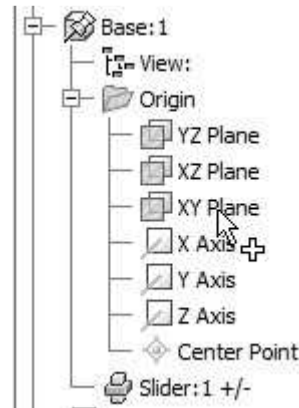 Base:1
View:
Origin
YZ Plane
XZ Plane
XY Plane
X Axis
Y Axis
Z Axis
Center Point
Slider:1 +/-